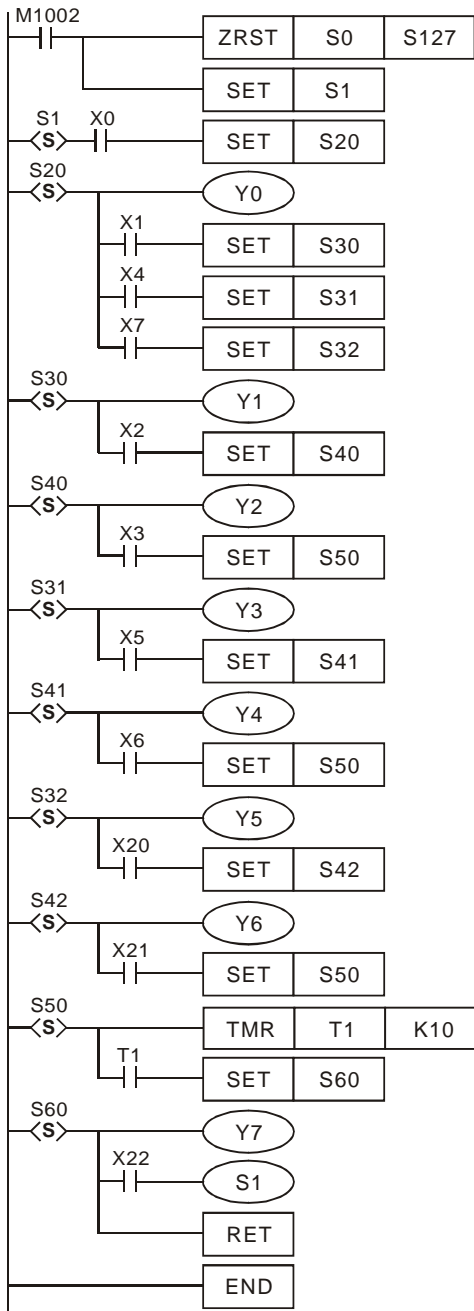 M1002
ZRST S0 S127
SET S1
S1 X0
S SET S20
S20
S Y0
X1
SET S30
X4
SET S31
X7
SET S32
S30
S Y1
X2
SET S40
S40
S Y2
X3
SET S50
S31
S Y3
X5
SET S41
S41
S Y4
X6
SET S50
S32
S Y5
X20
SET S42
S42
S Y6
X21
SET S50
S50
S TMR T1 K10
T1
SET S60
S60
S Y7
X22
S1
RET
END